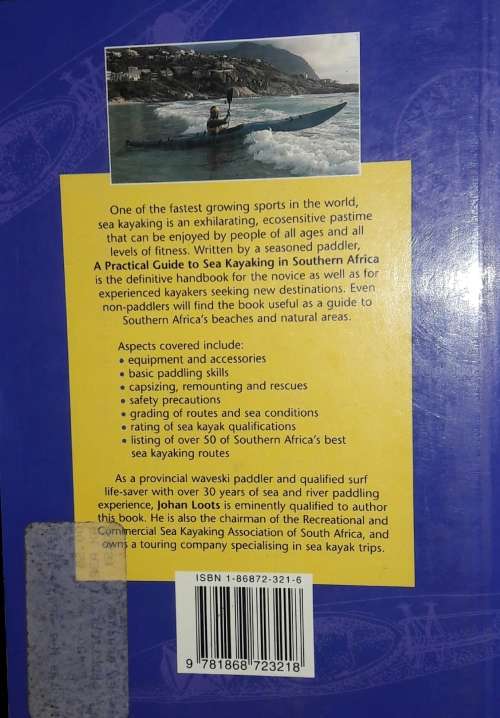 One of the fastest growing sports in the world,
sea kayaking is an exhilarating, ecosensitive pastime
that can be enjoyed by people of all ages and all
levels of fitness. Written by a seasoned paddler,
A Practical Guide to Sea Kayaking in Southern Africa
is the definitive handbook for the novice as well as for
experienced kayakers seeking new destinations. Even
non-paddlers will find the book useful as a guide to
Southern Africa's beaches and natural areas.
Aspects covered include:
• equipment and accessories
• basic paddling skills
• capsizing, remounting and rescues
• safety precautions
• grading of routes and sea conditions
• rating of sea kayak qualifications
• listing of over 50 of Southern Africa's best
sea kayaking routes
As a provincial waveski paddler and qualified surf
life-saver with over 30 years of sea and river paddling
experience, Johan Loots is eminently qualified to author
this book. He is also the chairman of the Recreational and
Commercial Sea Kayaking Association of South Africa, and
owns a touring company specialising in sea kayak trips.
ISBN 1-86872-321-6
9 781868 723218